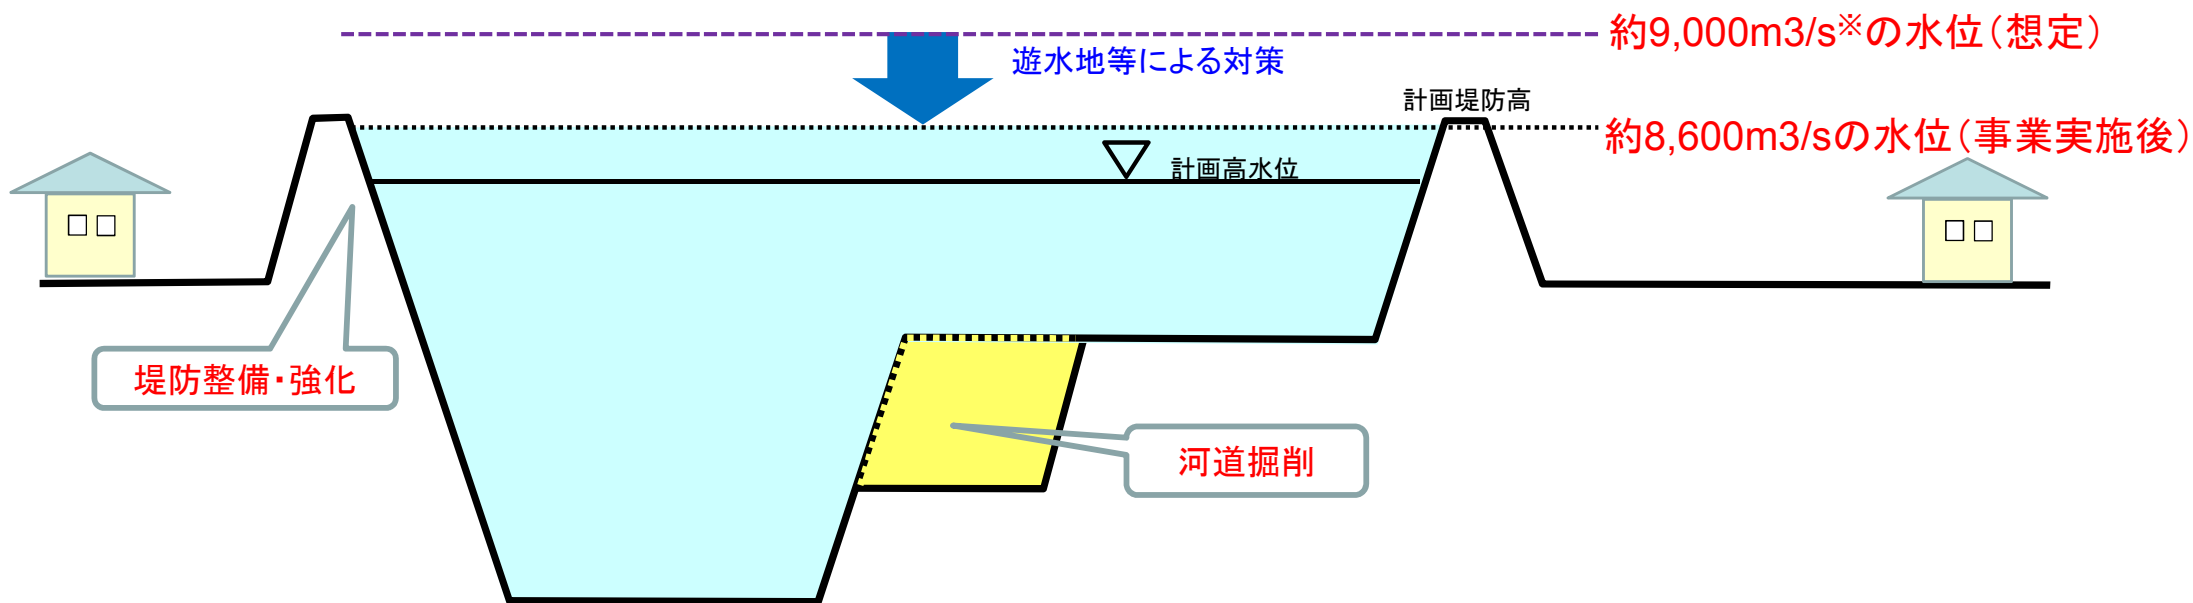 約9,000m3/s※の水位（想定）
遊水地等による対策
計画堤防高
約8,600m3/sの水位（事業実施後）
計画高水位
堤防整備・強化
河道掘削